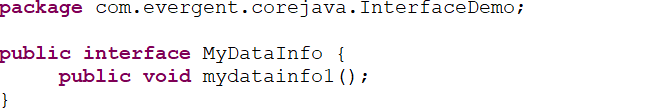 package com.evergent.corejava.InterfaceDemo;
public interface MyDataInfo {
public void mydatainfo1();
}